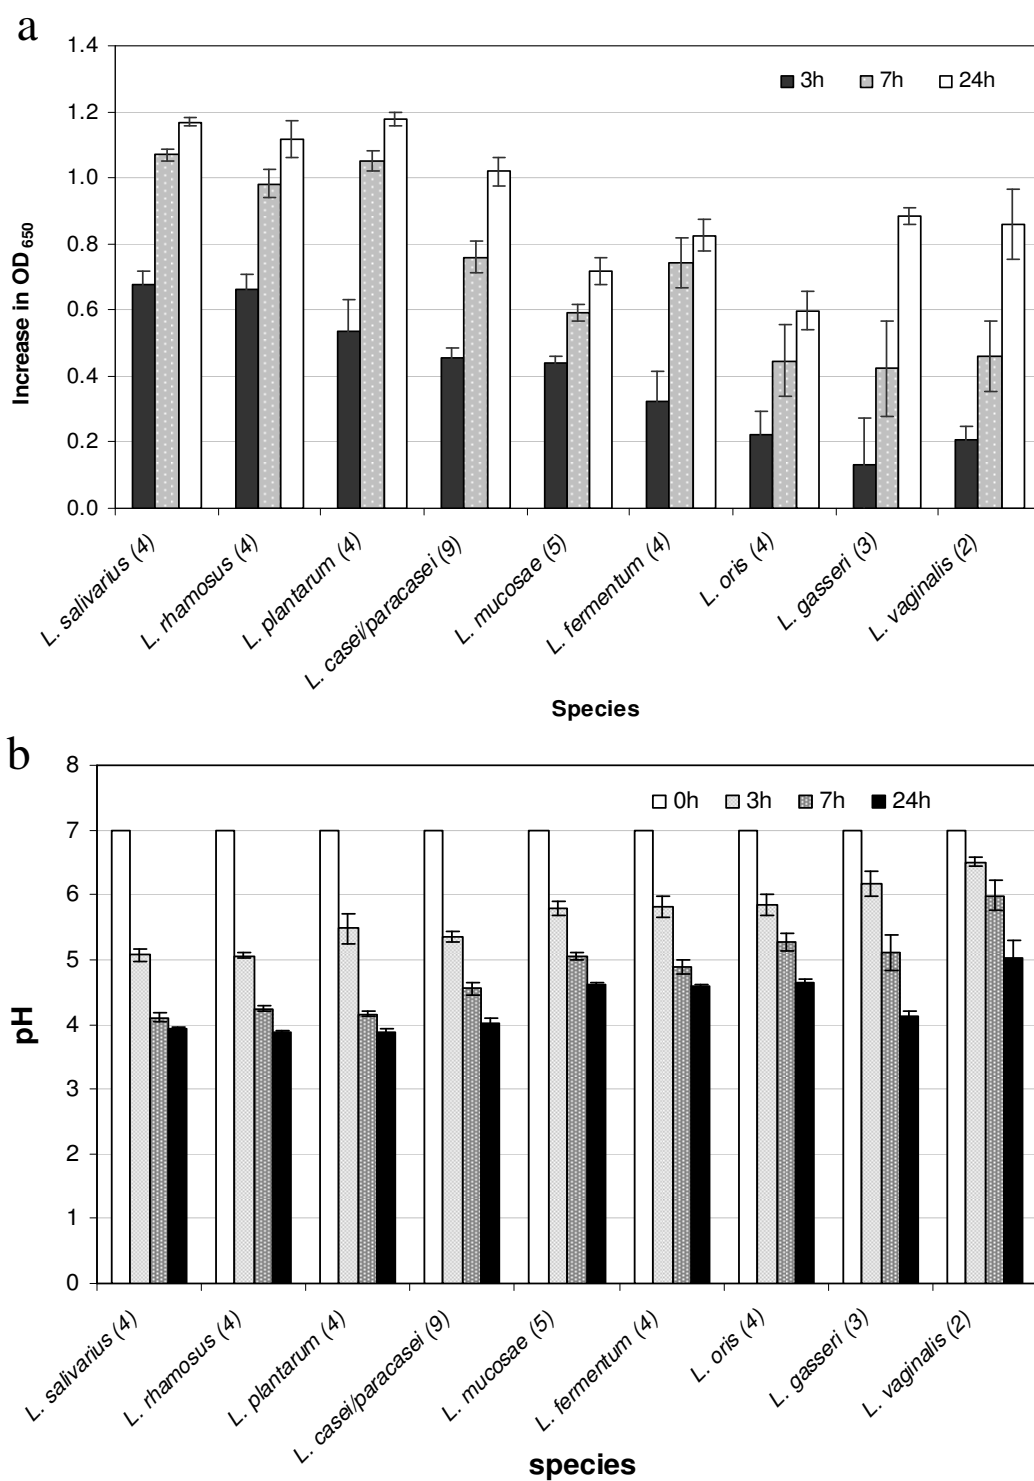 a
1.4
1.2
1.0
0.8
0.6
0.4
0.2
0.0
Increase in OD650
3h 7h 24h
L. salivarius (4)
L. rhamosus (4)
L. plantarum (4)
L. casei/paracasei (9)
L. mucosae (5)
L. fermentum (4)
L. oris (4)
L. gasseri (3)
L. vaginalis (2)
Species
b
8
7
6
5
4
3
2
1
0
pH
0h 3h 7h 24h
L. salivarius (4)
L. rhamosus (4)
L. plantarum (4)
L. casei/paracasei (9)
L. mucosae (5)
L. fermentum (4)
L. oris (4)
L. gasseri (3)
L. vaginalis (2)
species